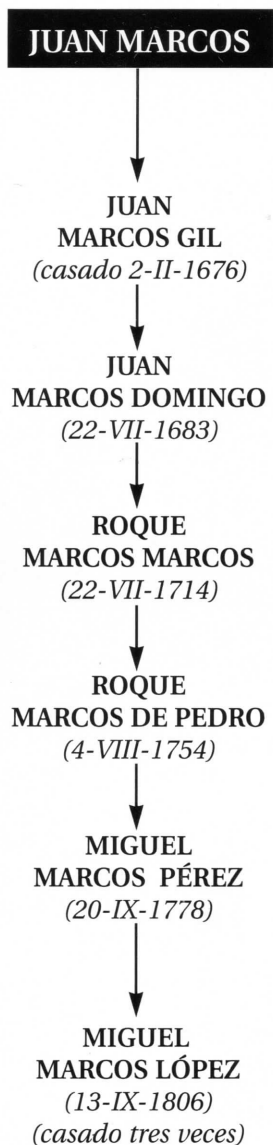 JUAN MARCOS
JUAN
MARCOS GIL
(casado 2-II-1676)
JUAN
MARCOS DOMINGO
(22-VII-1683)
ROQUE
MARCOS MARCOS
(22-VII-1714)
ROQUE
MARCOS DE PEDRO
(4-VIII-1754)
MIGUEL
MARCOS PÉREZ
(20-IX-1778)
MIGUEL
MARCOS LÓPEZ
(13-IX-1806)
(casado tres veces)